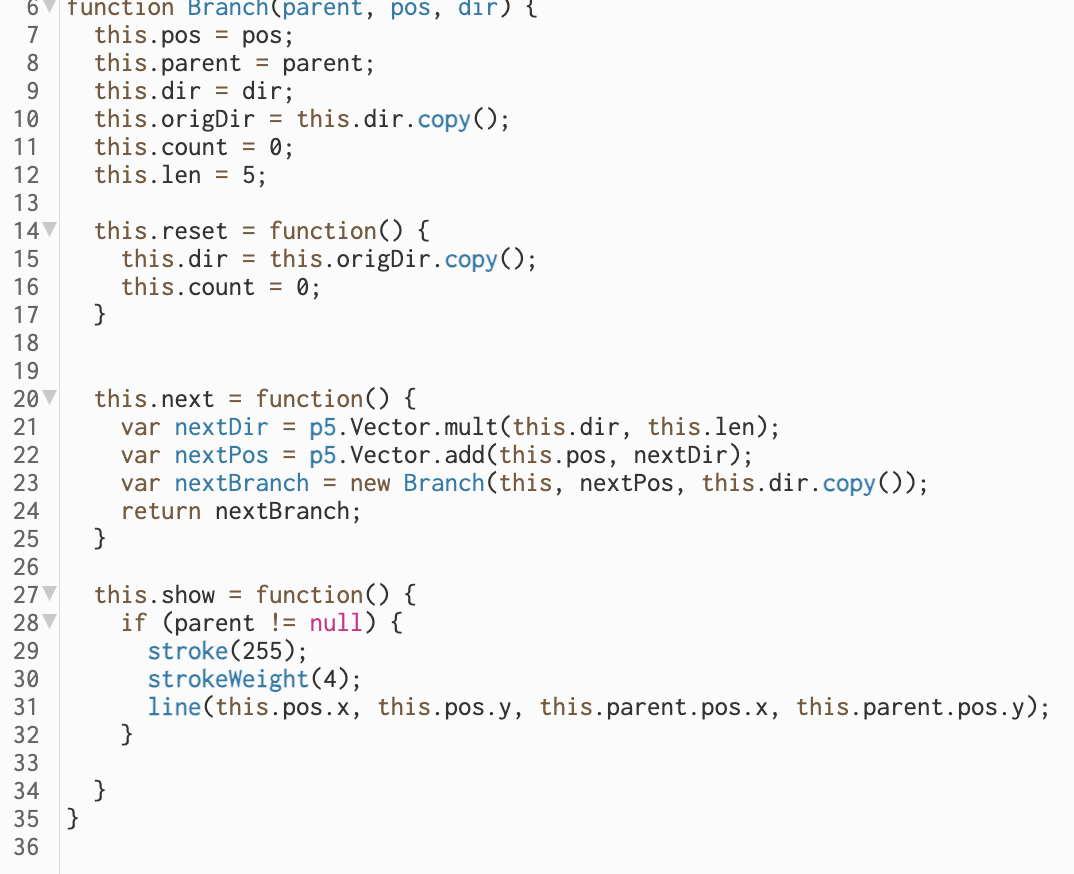 6 function Branch(parent, pos, dir) {
7   this.pos = pos;
8   this.parent = parent;
9   this.dir = dir;
10   this.origDir = this.dir.copy();
11   this.count = 0;
12   this.len = 5;
13
14   this.reset = function() {
15     this.dir = this.origDir.copy();
16     this.count = 0;
17   }
18
19
20   this.next = function() {
21     var nextDir = p5.Vector.mult(this.dir, this.len);
22     var nextPos = p5.Vector.add(this.pos, nextDir);
23     var nextBranch = new Branch(this, nextPos, this.dir.copy());
24     return nextBranch;
25   }
26
27   this.show = function() {
28     if (parent != null) {
29       stroke(255);
30       strokeWeight(4);
31       line(this.pos.x, this.pos.y, this.parent.pos.x, this.parent.pos.y);
32     }
33
34   }
35 }
36